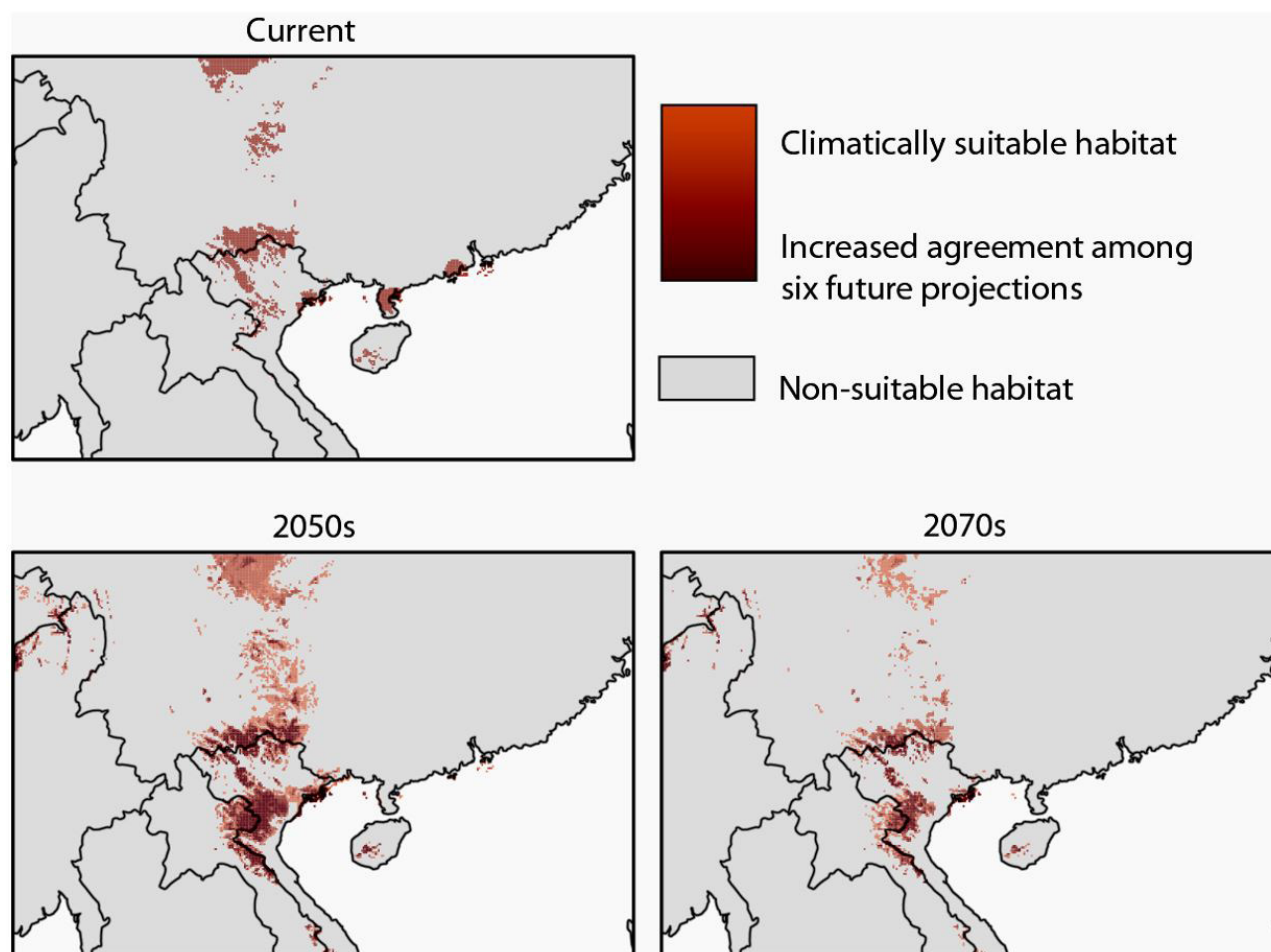 Current
Climatically suitable habitat
Increased agreement among
six future projections
Non-suitable habitat
2050s
2070s